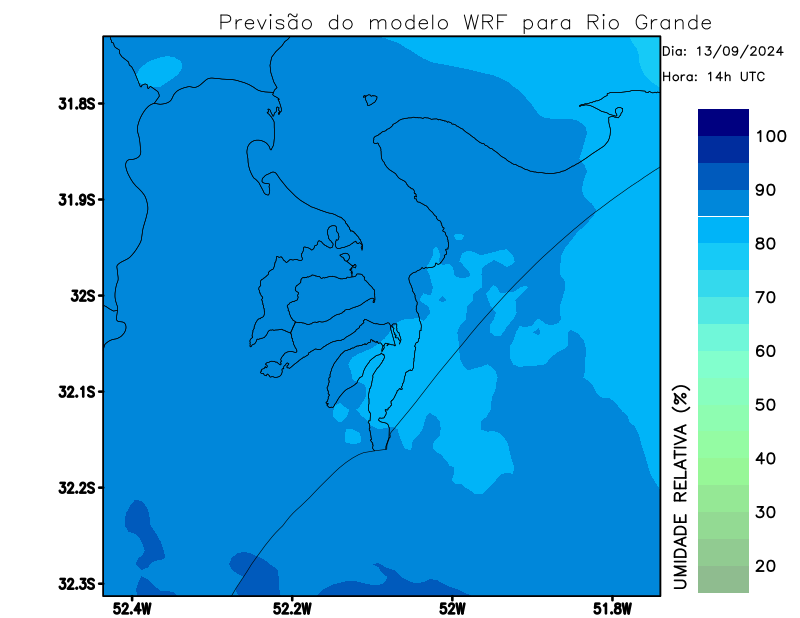 Previsão do modelo WRF para Rio Grande
Dia: 13/09/2024
Hora: 14h UTC
31.8S
31.9S
32S
32.1S
32.2S
32.3S
52.4W
52.2W
52W
51.8W
100
90
80
70
60
50
40
30
20
UMIDADE RELATIVA (%)